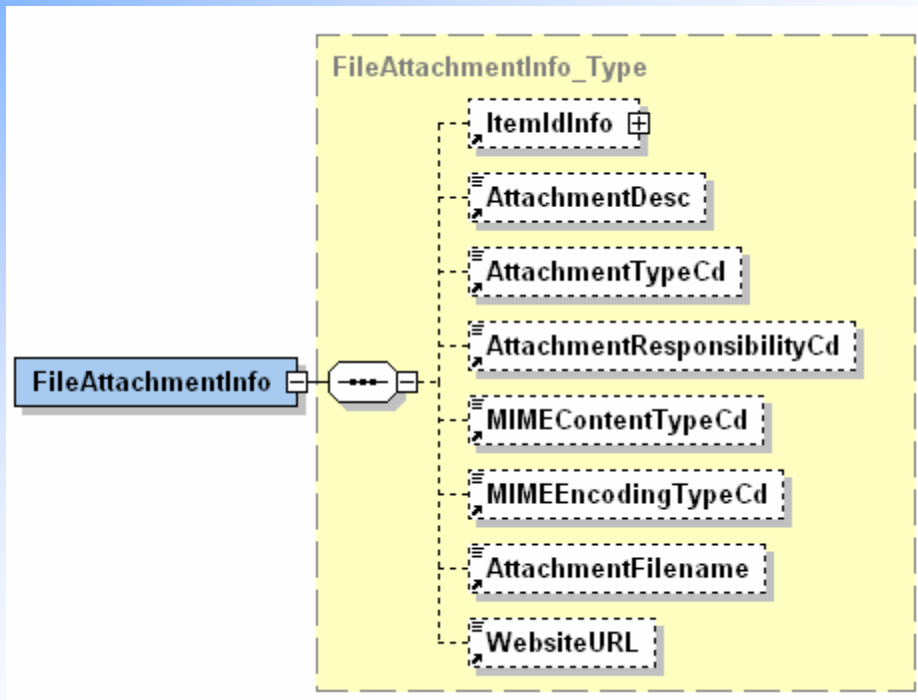 FileAttachmentInfo_Type
ItemIdInfo
AttachmentDesc
AttachmentTypeCd
AttachmentResponsibilityCd
FileAttachmentInfo
MIMEContentTypeCd
MIMEEncodingTypeCd
AttachmentFilename
WebsiteURL